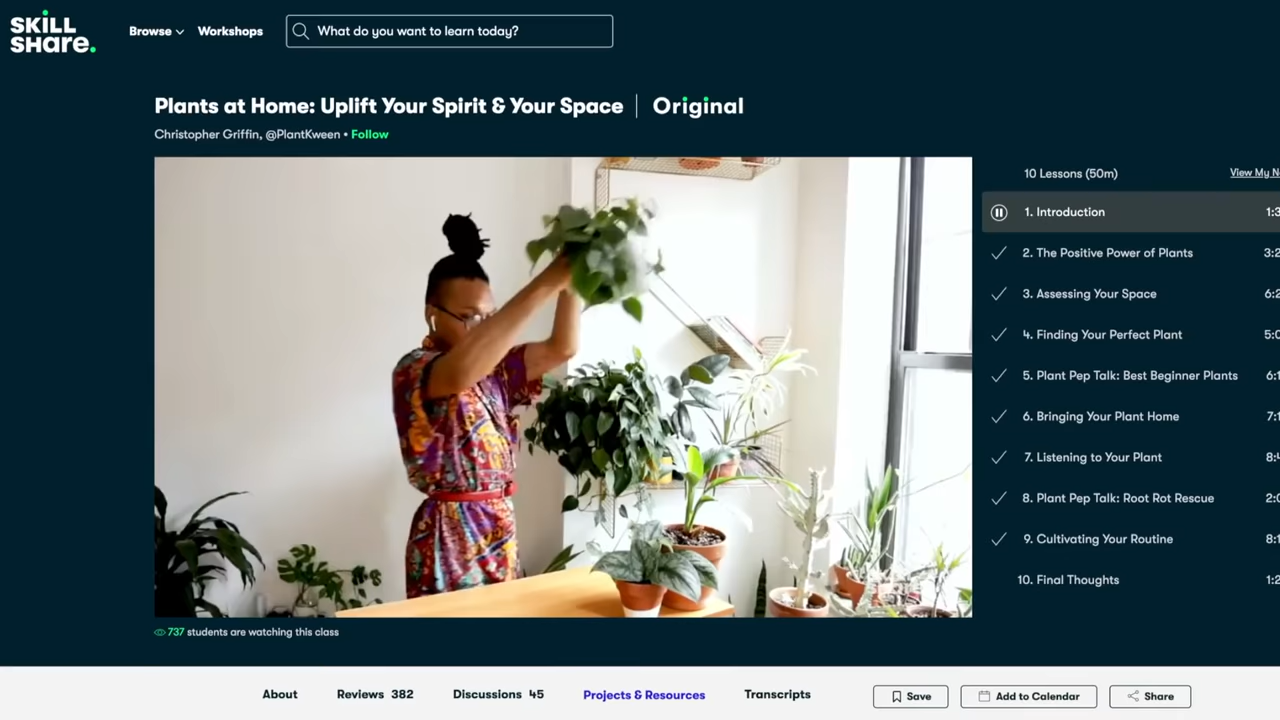 SKILL
SHare.
Browse
Workshops
What do you want to learn today?
Plants at Home: Uplift Your Spirit & Your Space | Original
Christopher Griffin, @PlantKween • Follow
10 Lessons (50m)
View My
1. Introduction
2. The Positive Power of Plants
3. Assessing Your Space
4. Finding Your Perfect Plant
5. Plant Pep Talk: Best Beginner Plants
6. Bringing Your Plant Home
7. Listening to Your Plant
8. Plant Pep Talk: Root Rot Rescue
9. Cultivating Your Routine
10. Final Thoughts
737 students are watching this class
About
Reviews 382
Discussions 45
Projects & Resources
Transcripts
Save
Add to Calendar
Share